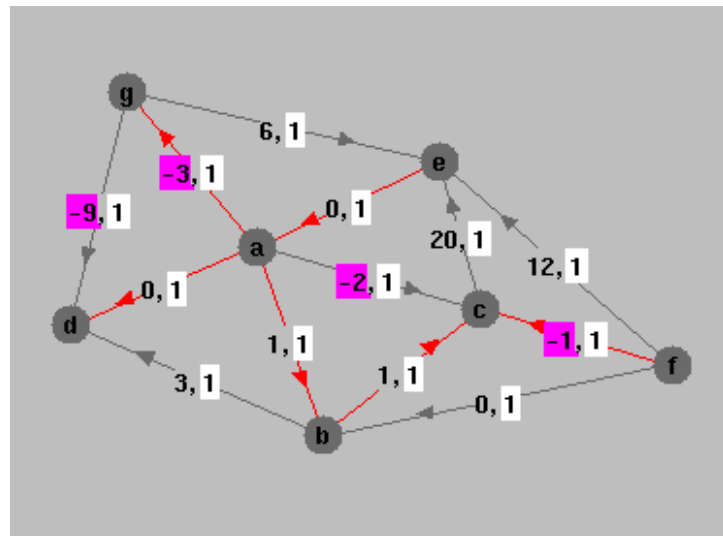 g
6, 1
e
-3, 1
-9, 1
0, 1
20, 1
a
12, 1
-2, 1
0, 1
c
d
1, 1
-1, 1
f
3, 1
1, 1
0, 1
b